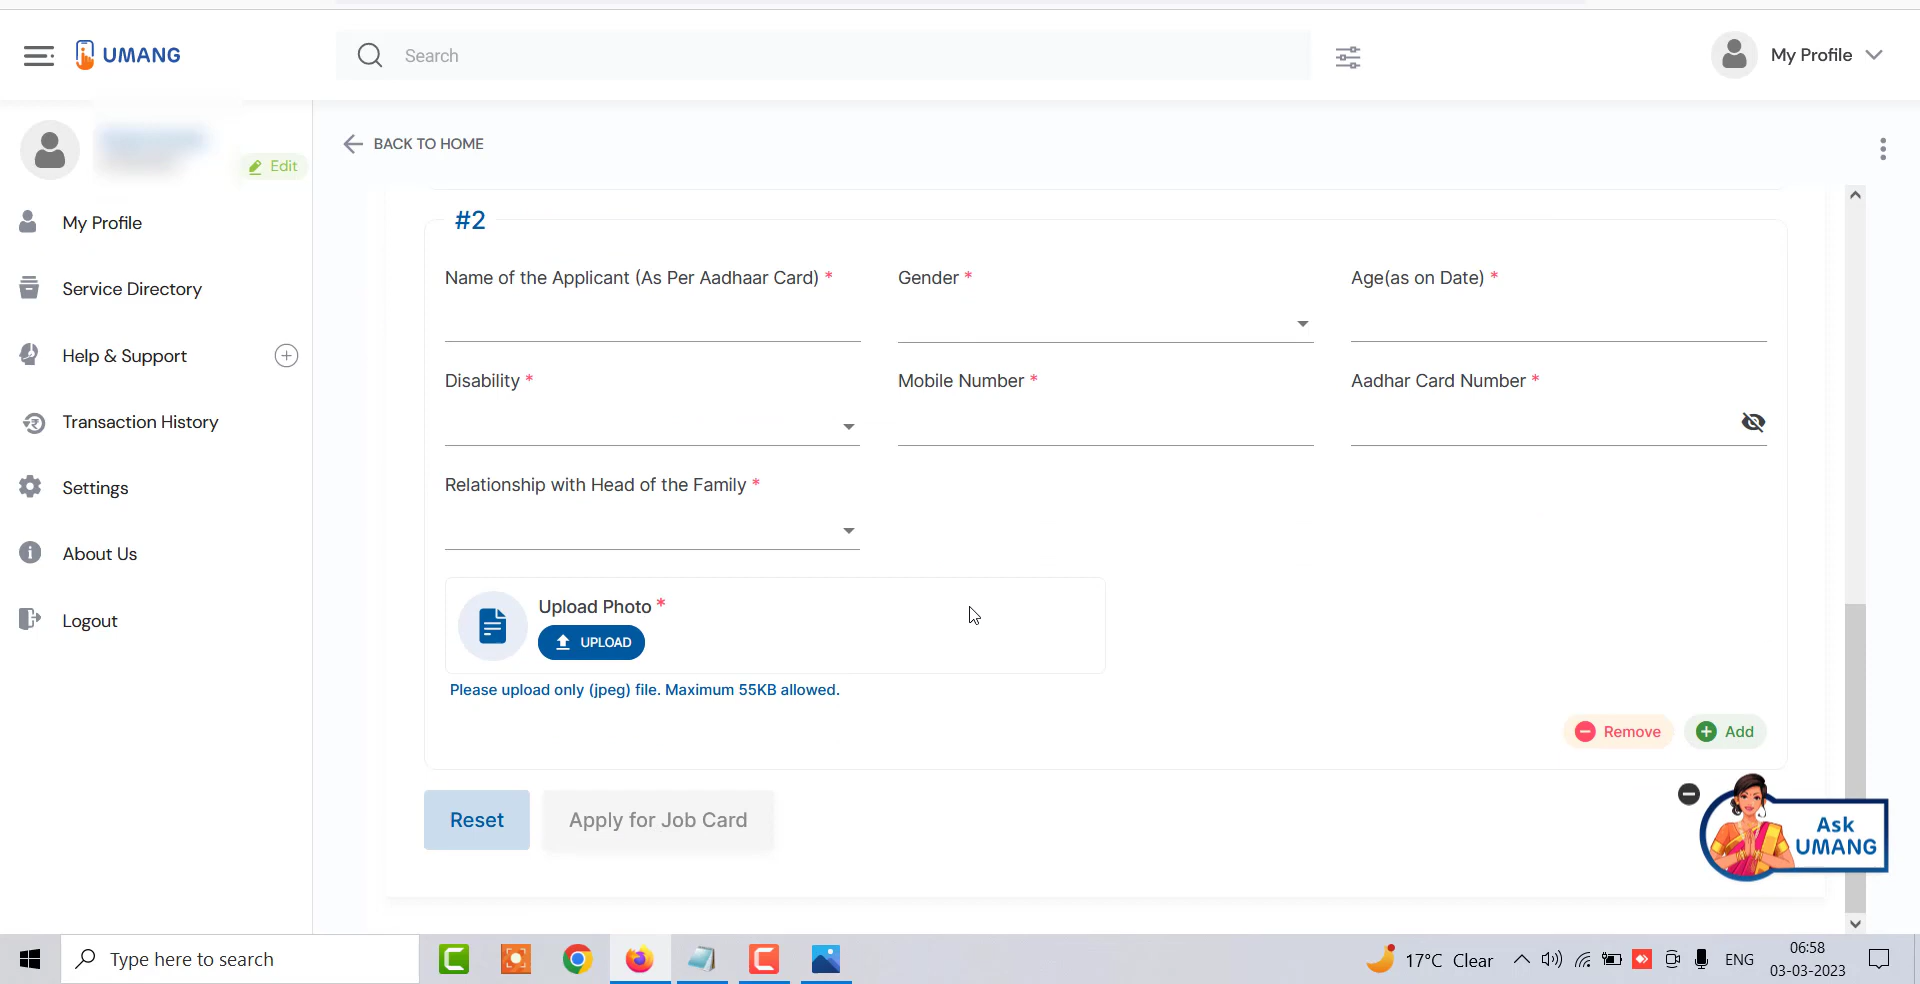 UMANG
Search
My Profile
Edit
My Profile
Service Directory
Help & Support
Transaction History
Settings
About Us
Logout
BACK TO HOME
#2
Name of the Applicant (As Per Aadhaar Card) *
Gender *
Age(as on Date) *
Disability *
Mobile Number *
Aadhar Card Number *
Relationship with Head of the Family *
Upload Photo *
UPLOAD
Please upload only (jpeg) file. Maximum 55KB allowed.
Remove
Add
Reset
Apply for Job Card
Ask
UMANG
Type here to search
17°C Clear
ENG
06:58
03-03-2023